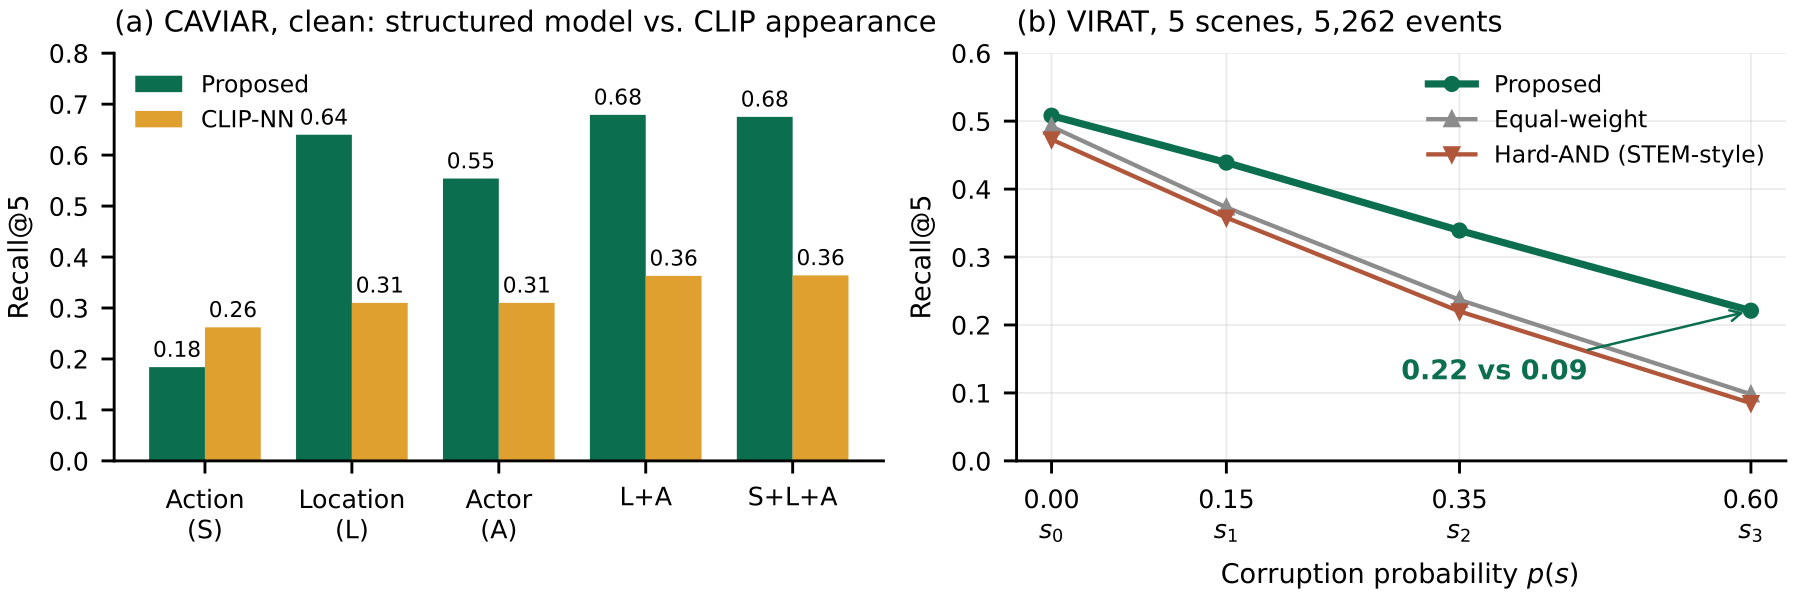 (a) CAVIAR, clean: structured model vs. CLIP appearance
Recall@5
0.8
0.7
0.6
0.5
0.4
0.3
0.2
0.1
0.0
Proposed
CLIP-NN
0.18
0.26
0.64
0.31
0.55
0.31
0.68
0.36
0.68
0.36
Action
(S)
Location
(L)
Actor
(A)
L+A
S+L+A
(b) VIRAT, 5 scenes, 5,262 events
Recall@5
0.6
0.5
0.4
0.3
0.2
0.1
0.0
Proposed
Equal-weight
Hard-AND (STEM-style)
0.22 vs 0.09
0.00
s₀
0.15
s₁
0.35
s₂
0.60
s₃
Corruption probability p(s)